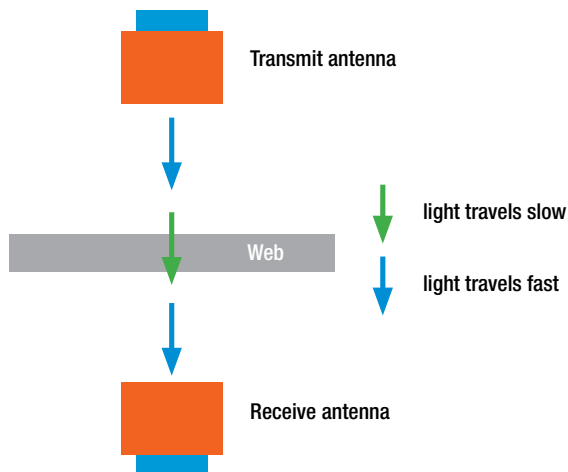 Transmit antenna
light travels slow
Web
light travels fast
Receive antenna